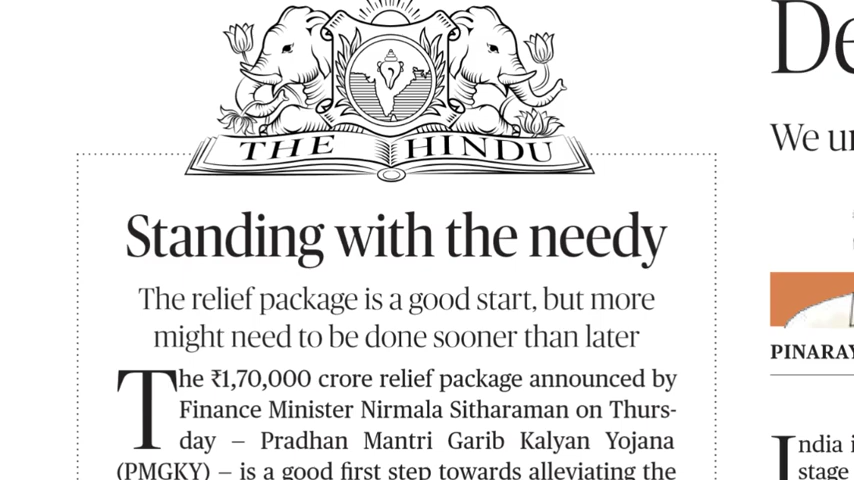 THE HINDU
Standing with the needy
The relief package is a good start, but more
might need to be done sooner than later
The ₹1,70,000 crore relief package announced by
Finance Minister Nirmala Sitharaman on Thurs-
day – Pradhan Mantri Garib Kalyan Yojana
(PMGKY) – is a good first step towards alleviating the
De
We u
PINARAY
India i
stage